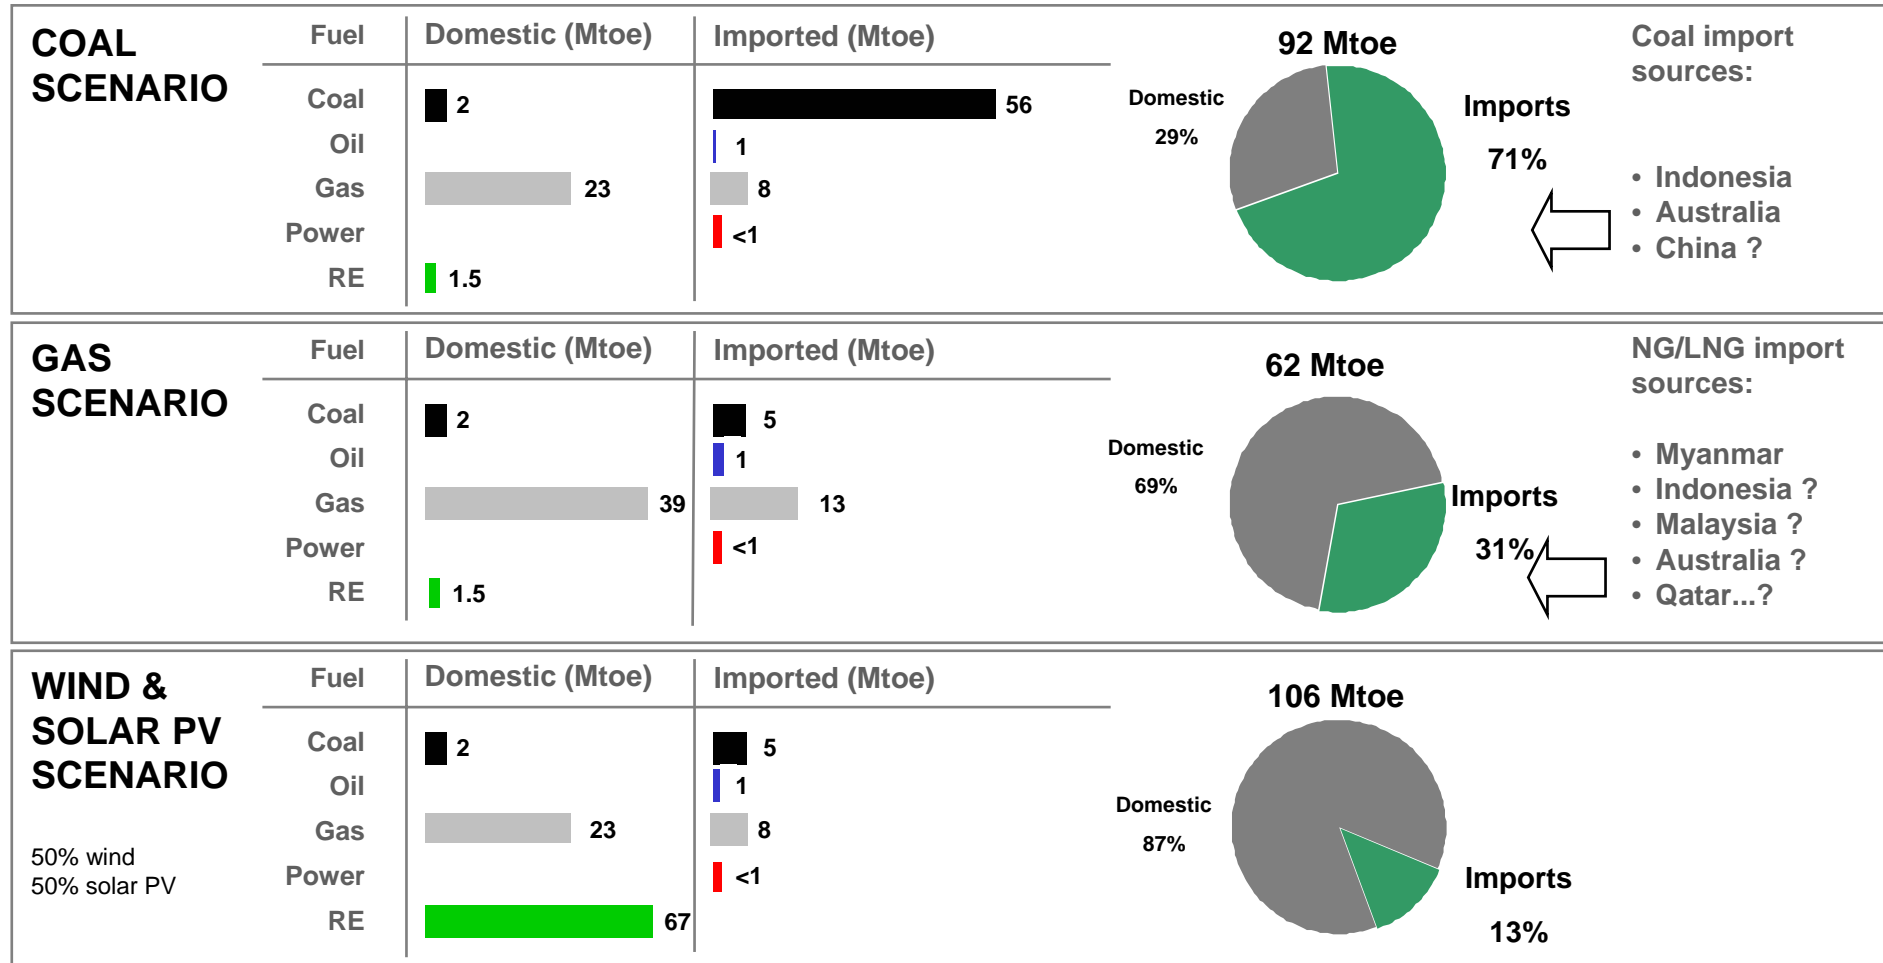 COAL
SCENARIO
Fuel
Domestic (Mtoe)
Imported (Mtoe)
Coal
2
56
Oil
1
Gas
23
8
Power
<1
RE
1.5
92 Mtoe
Domestic
29%
Imports
71%
Coal import
sources:
• Indonesia
• Australia
• China ?
GAS
SCENARIO
Fuel
Domestic (Mtoe)
Imported (Mtoe)
Coal
2
5
Oil
1
Gas
39
13
Power
<1
RE
1.5
62 Mtoe
Domestic
69%
Imports
31%
NG/LNG import
sources:
• Myanmar
• Indonesia ?
• Malaysia ?
• Australia ?
• Qatar...?
WIND &
SOLAR PV
SCENARIO
50% wind
50% solar PV
Fuel
Domestic (Mtoe)
Imported (Mtoe)
Coal
2
5
Oil
1
Gas
23
8
Power
<1
RE
67
106 Mtoe
Domestic
87%
Imports
13%